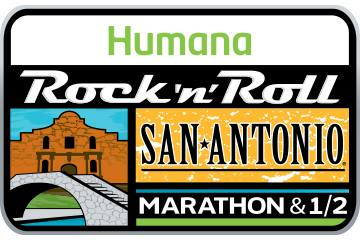 Humana
Rock 'n' Roll
SAN★ANTONIO
MARATHON & 1/2